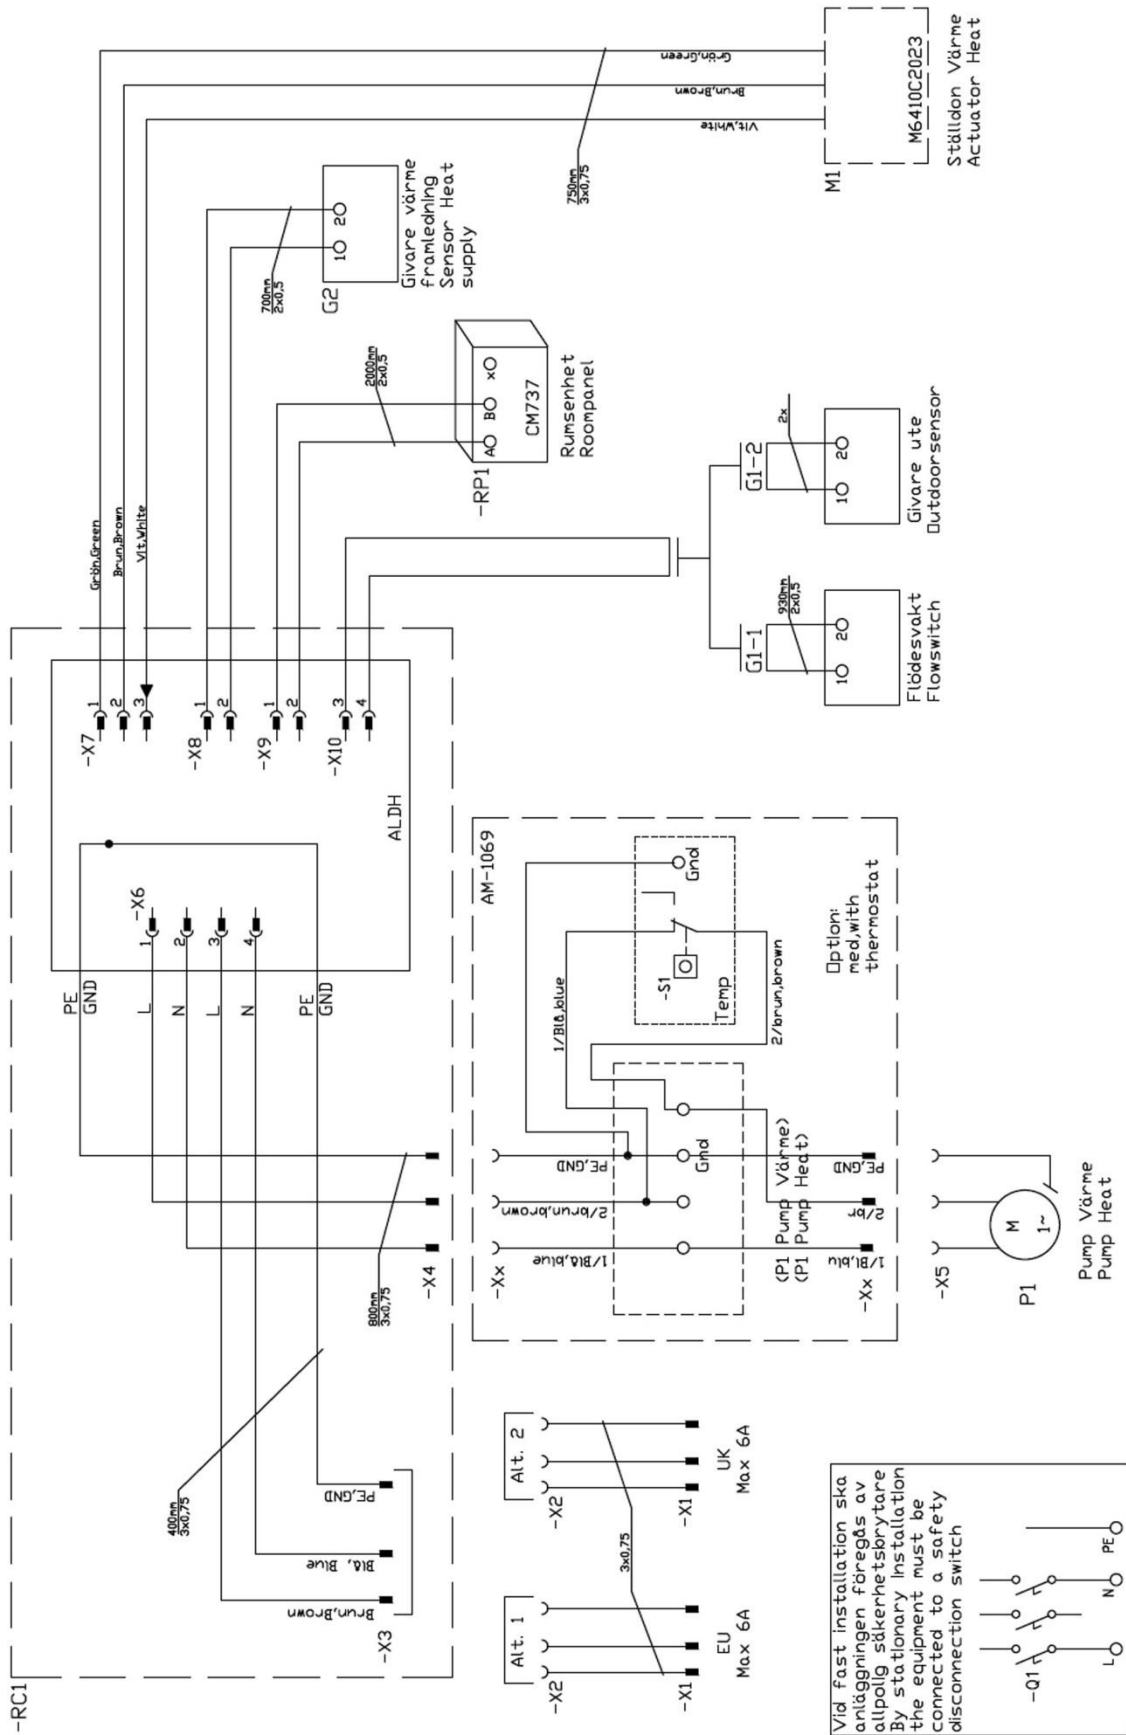 -RC1
400mm
3x0,75
-X3
Brun,Brown
Blå, Blue
PE,GND
800mm
3x0,75
-X4
PE
GND
L
N
L
N
PE
GND
-X6
1
2
3
4
ALDH
-X7
1
2
3
-X8
1
2
-X9
1
2
-X10
3
4
Grön,Green
Brun,Brown
Vit,White
750mm
3x0,75
Grön,Green
Brun,Brown
Vit,White
M1
M6410C2023
Ställdon Värme
Actuator Heat
700mm
2x0,5
G2
1
2
Givare värme
framledning
Sensor Heat
supply
2000mm
2x0,5
-RP1
A
B
x
CM737
Rumsenhet
Roompanel
G1-1
930mm
2x0,5
1
2
Flödesvakt
Flowswitch
G1-2
2x
1
2
Givare ute
Outdoorsensor
AM-1069
-Xx
1/Blå,blue
2/brun,brown
PE,GND
Gnd
1/Blå,blue
2/brun,brown
-S1
Temp
Gnd
Option:
med,with
thermostat
(P1 Pump Värme)
(P1 Pump Heat)
-Xx
1/Bl,blu
2/br
PE,GND
-X5
P1
M
1~
Pump Värme
Pump Heat
Alt. 1
-X2
-X1
EU
Max 6A
3x0,75
Alt. 2
-X2
-X1
UK
Max 6A
Vid fast installation ska
anläggningen föregås av
allpolig säkerhetsbrytare
By stationary installation
the equipment must be
connected to a safety
disconnection switch
-Q1
L
N
PE